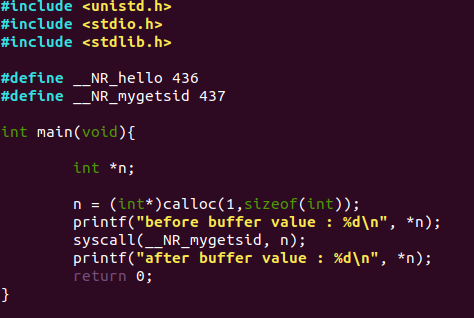 #include <unistd.h>
#include <stdio.h>
#include <stdlib.h>
#define __NR_hello 436
#define __NR_mygetsid 437
int main(void){
int *n;
n = (int*)calloc(1,sizeof(int));
printf("before buffer value : %d\n", *n);
syscall(__NR_mygetsid, n);
printf("after buffer value : %d\n", *n);
return 0;
}